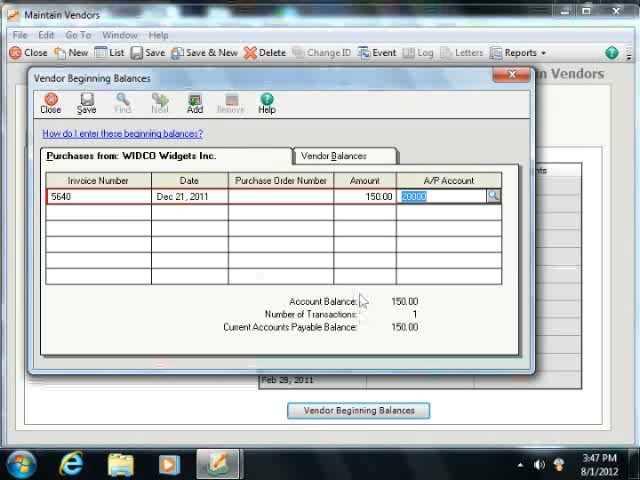 Maintain Vendors
File Edit Go To Window Help
Close New List Save Save & New Delete Change ID Event Log Letters Reports
Vendors
Vendor Beginning Balances
Close Save Find Next Add Remove Help
How do I enter these beginning balances?
Purchases from: WIDCO Widgets Inc. Vendor Balances
Invoice Number Date Purchase Order Number Amount A/P Account
5640 Dec 21, 2011 150.00 20000
Account Balance: 150.00
Number of Transactions: 1
Current Accounts Payable Balance: 150.00
Feb 28, 2011
Vendor Beginning Balances
3:47 PM
8/1/2012